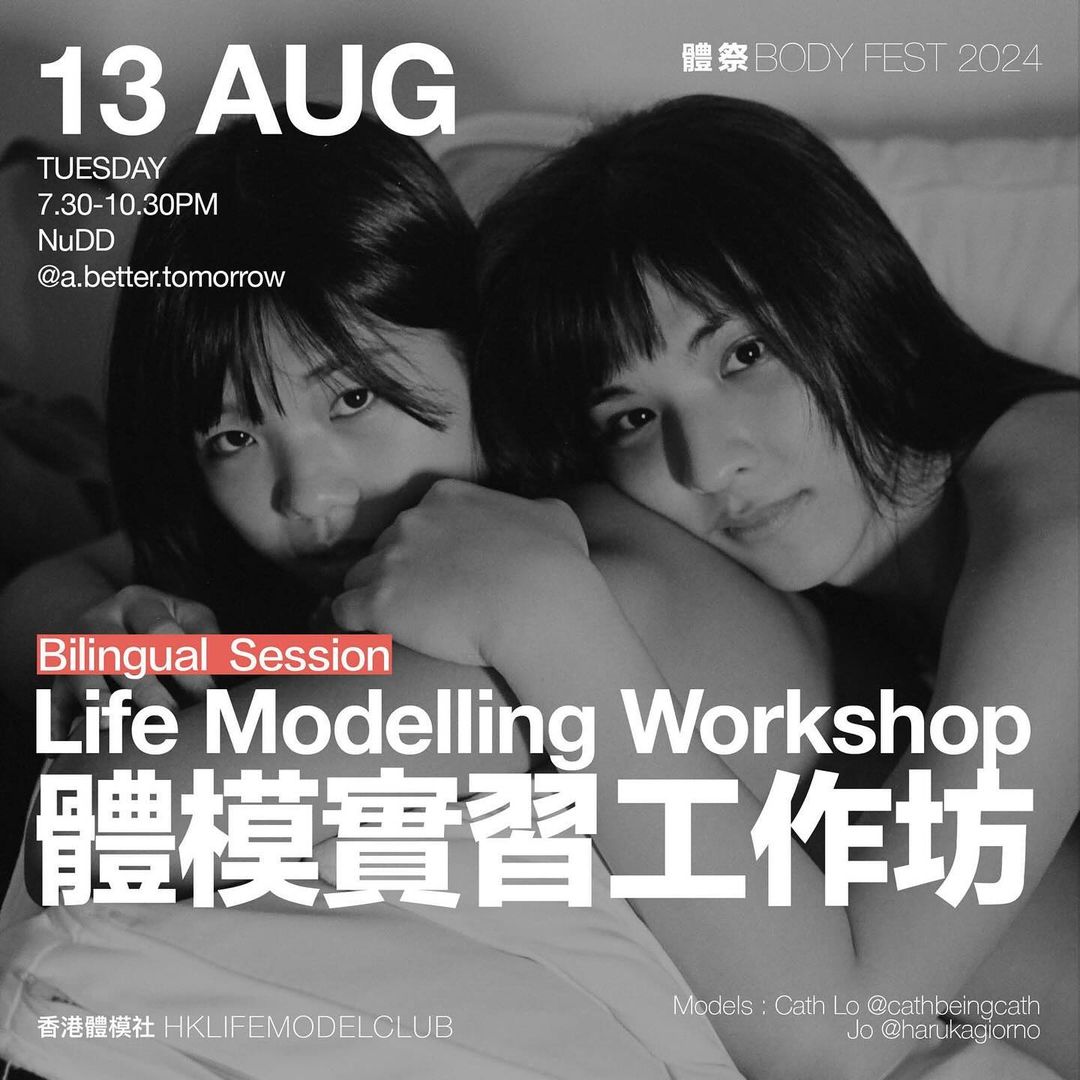 13 AUG
TUESDAY
7.30-10.30PM
NuDD
@a.better.tomorrow
體祭 BODY FEST 2024
Bilingual Session
Life Modelling Workshop
體模實習工作坊
香港體模社 HKLIFEMODELCLUB
Models : Cath Lo @cathbeingcath
Jo @harukagiorno